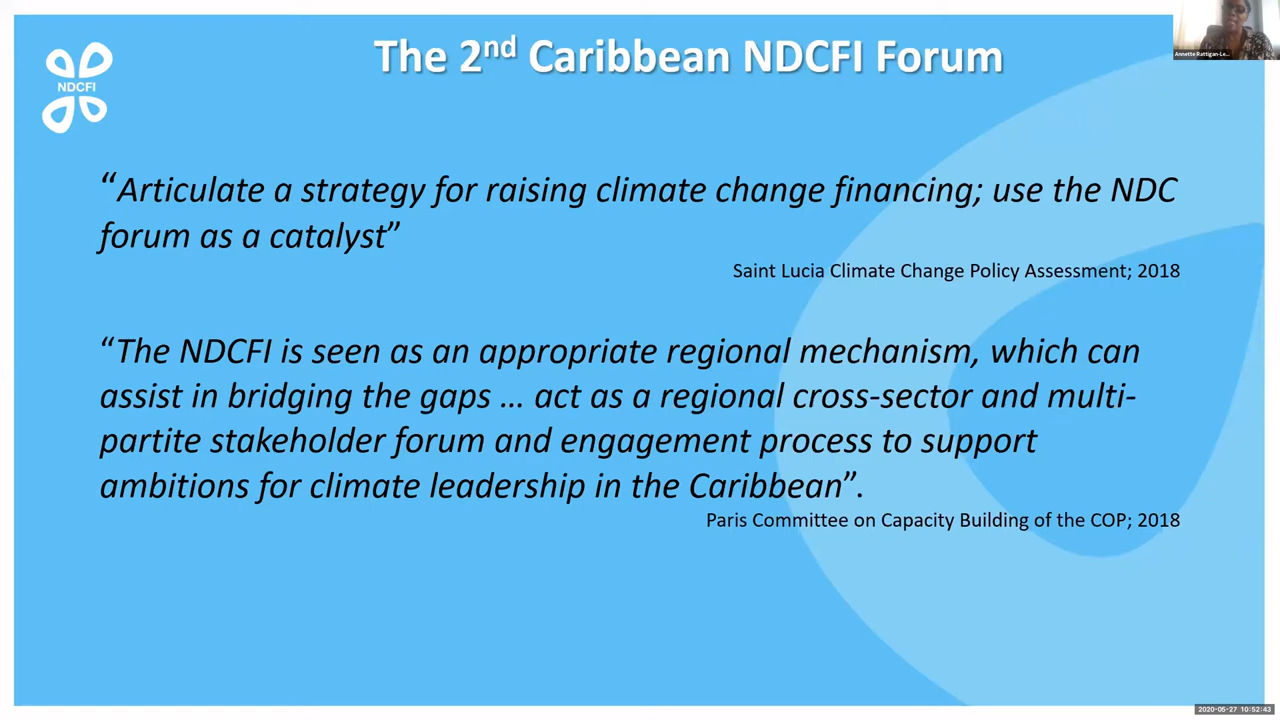 The 2nd Caribbean NDCFI Forum
Annette Rattigan-Le...
NDCFI
“Articulate a strategy for raising climate change financing; use the NDC
forum as a catalyst”
Saint Lucia Climate Change Policy Assessment; 2018
“The NDCFI is seen as an appropriate regional mechanism, which can
assist in bridging the gaps … act as a regional cross-sector and multi-
partite stakeholder forum and engagement process to support
ambitions for climate leadership in the Caribbean”.
Paris Committee on Capacity Building of the COP; 2018
2020-05-27 10:52:43